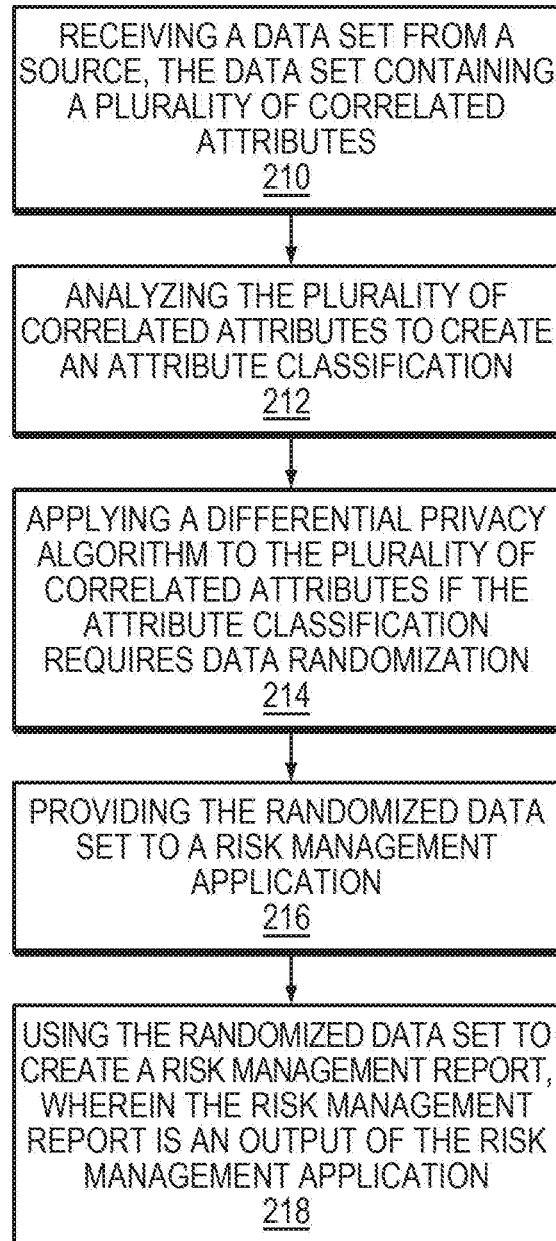 RECEIVING A DATA SET FROM A
SOURCE, THE DATA SET CONTAINING
A PLURALITY OF CORRELATED
ATTRIBUTES
210
ANALYZING THE PLURALITY OF
CORRELATED ATTRIBUTES TO CREATE
AN ATTRIBUTE CLASSIFICATION
212
APPLYING A DIFFERENTIAL PRIVACY
ALGORITHM TO THE PLURALITY OF
CORRELATED ATTRIBUTES IF THE
ATTRIBUTE CLASSIFICATION
REQUIRES DATA RANDOMIZATION
214
PROVIDING THE RANDOMIZED DATA
SET TO A RISK MANAGEMENT
APPLICATION
216
USING THE RANDOMIZED DATA SET TO
CREATE A RISK MANAGEMENT REPORT,
WHEREIN THE RISK MANAGEMENT
REPORT IS AN OUTPUT OF THE RISK
MANAGEMENT APPLICATION
218